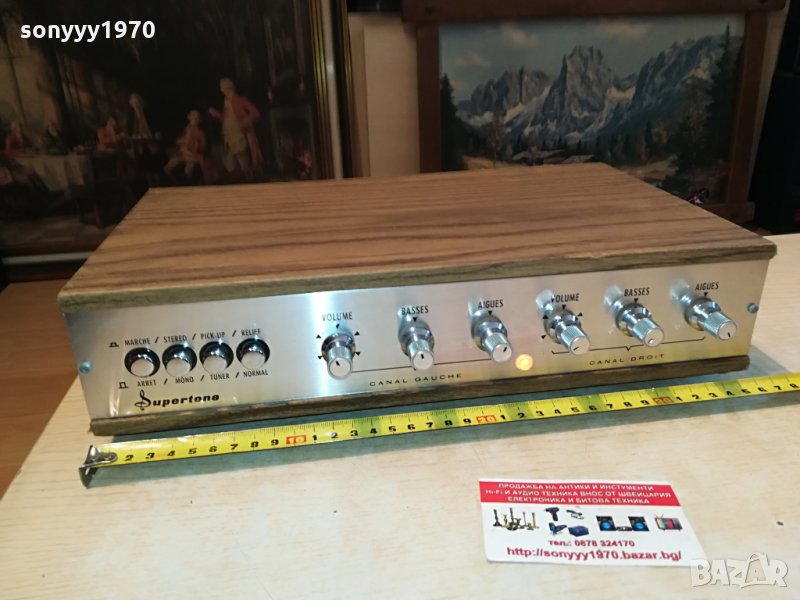 sonyyy1970
VOLUME BASSES AIGUES VOLUME BASSES AIGUES
MARCHE / STEREO / PICK-UP / RELIEF
ARRET / MONO / TUNER / NORMAL
CANAL GAUCHE CANAL DROIT
Supertone
ПРОДАЖБА НА АНТИКИ И ИНСТУМЕНТИ
Hi-Fi И АУДИО ТЕХНИКА ВНОС ОТ ШВЕЙЦАРИЯ
ЕЛЕКТРОНИКА И БИТОВА ТЕХНИКА
тел.: 0878 324170
http://sonyyy1970.bazar.bg/
BAZAR